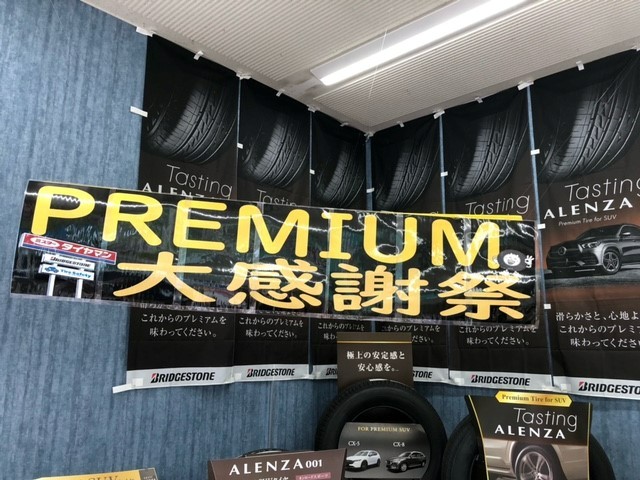 Tasting
ALENZA
Tasting
Tasting
Tasting
Tasting
ALENZA
Premium Tire for SUV
PREMIUM
大感謝祭
タイヤマン
BRIDGESTONE
Tire Safety
これからのプレミアムを
味わってください。
これからのプレミアムを
味わってください。
これからのプレミアムを
味わってください。
これからのプレミアムを
味わってください。
滑らかさと、心地よ
これからのプレミア
味わってください
BRIDGESTONE
BRIDGESTONE
BRIDGESTONE
BRIDGESTONE
極上の安定感と
安心感を。
FOR PREMIUM SUV
CX-5 CX-8
Premium Tire for SUV
Tasting
ALENZA
ALENZA 001